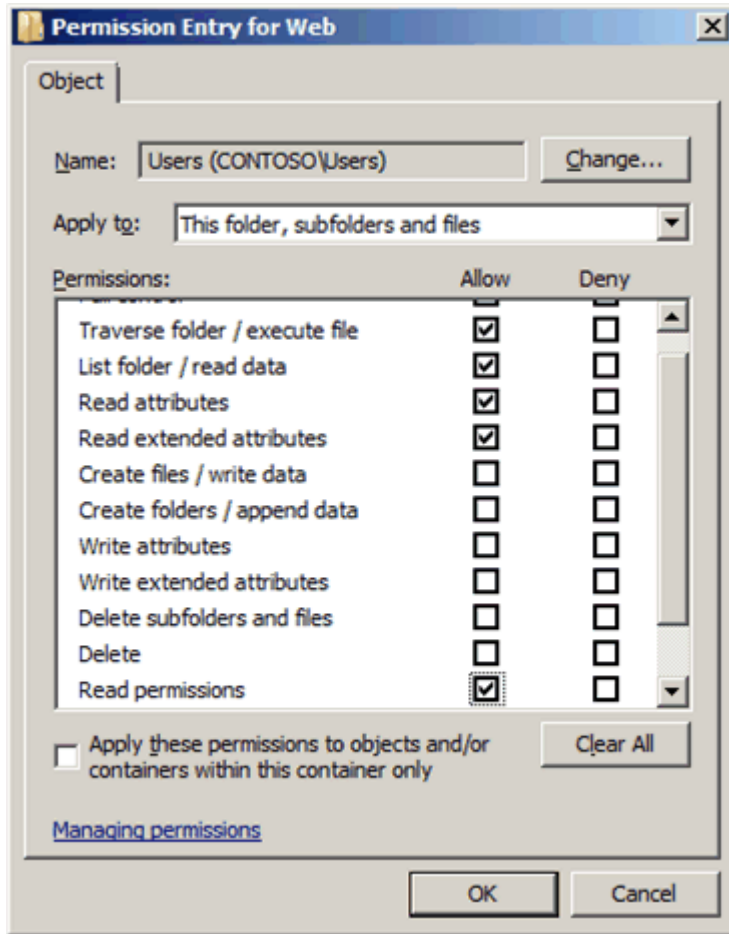 Permission Entry for Web
Object
Name: Users (CONTOSO\Users) Change...
Apply to: This folder, subfolders and files
Permissions: Allow Deny
Traverse folder / execute file
List folder / read data
Read attributes
Read extended attributes
Create files / write data
Create folders / append data
Write attributes
Write extended attributes
Delete subfolders and files
Delete
Read permissions
Apply these permissions to objects and/or Clear All
containers within this container only
Managing permissions
OK Cancel